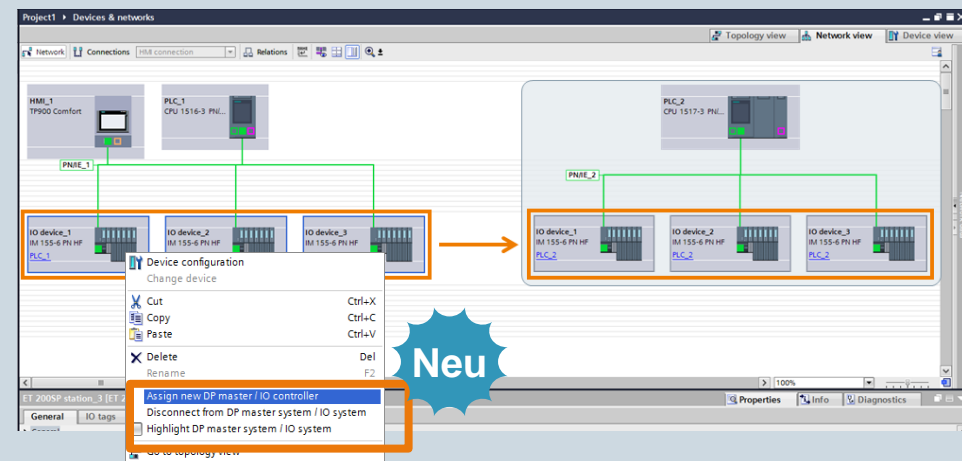 Project1 ▸ Devices & networks
Topology view Network view Device view
Network Connections HMI connection Relations
HMI_1
TP900 Comfort
PLC_1
CPU 1516-3 PN/...
PLC_2
CPU 1517-3 PN/...
PN/IE_1
PN/IE_2
IO device_1
IM 155-6 PN HF
PLC_1
IO device_2
IM 155-6 PN HF
IO device_3
IM 155-6 PN HF
IO device_1
IM 155-6 PN HF
PLC_2
IO device_2
IM 155-6 PN HF
PLC_2
IO device_3
IM 155-6 PN HF
PLC_2
Device configuration
Change device
Cut Ctrl+X
Copy Ctrl+C
Paste Ctrl+V
Delete Del
Rename F2
Assign new DP master / IO controller
Disconnect from DP master system / IO system
Highlight DP master system / IO system
Go to topology view
Neu
100%
ET 200SP station_3 [ET 2
Properties Info Diagnostics
General IO tags
General